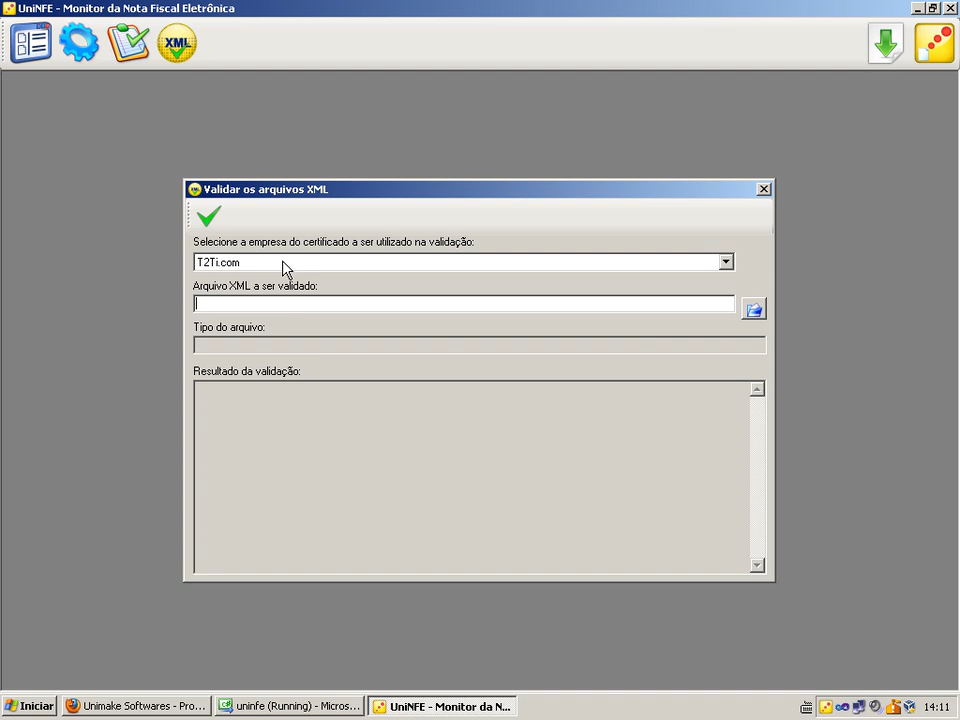 UniNFE - Monitor da Nota Fiscal Eletrônica
XML
Validar os arquivos XML
Selecione a empresa do certificado a ser utilizado na validação:
T2Ti.com
Arquivo XML a ser validado:
Tipo do arquivo:
Resultado da validação:
Iniciar
Unimake Softwares - Pro...
uninfe (Running) - Micros...
UniNFE - Monitor da N...
14:11